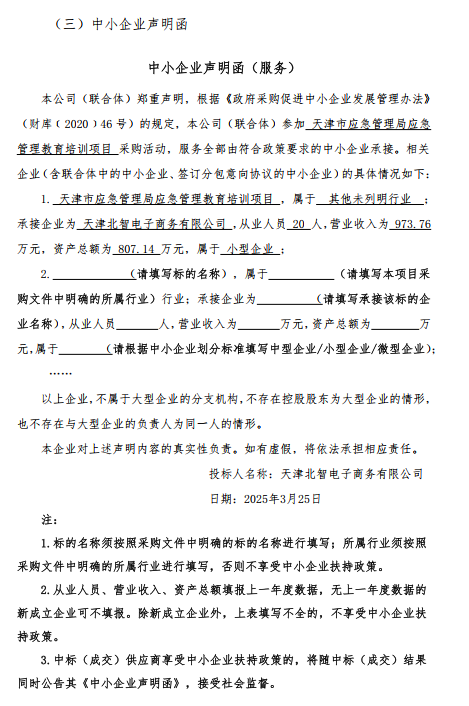 （三）中小企业声明函
中小企业声明函（服务）
本公司（联合体）郑重声明，根据《政府采购促进中小企业发展管理办法》
（财库﹝2020﹞46号）的规定，本公司（联合体）参加 天津市应急管理局应急
管理教育培训项目 采购活动，服务全部由符合政策要求的中小企业承接。相关
企业（含联合体中的中小企业、签订分包意向协议的中小企业）的具体情况如下：
1. 天津市应急管理局应急管理教育培训项目 ，属于 其他未列明行业 ；
承接企业为 天津北智电子商务有限公司 ,从业人员 20 人,营业收入为 973.76
万元，资产总额为 807.14 万元，属于 小型企业 ；
2.____________（请填写标的名称），属于__________（请填写本项目采
购文件中明确的所属行业）行业；承接企业为__________（请填写承接该标的企
业名称）,从业人员______人,营业收入为______万元,资产总额为______万
元,属于________（请根据中小企业划分标准填写中型企业/小型企业/微型企业）；
……
以上企业，不属于大型企业的分支机构，不存在控股股东为大型企业的情形，
也不存在与大型企业的负责人为同一人的情形。
本企业对上述声明内容的真实性负责。如有虚假，将依法承担相应责任。
投标人名称：天津北智电子商务有限公司
日期：2025年3月25日
注：
1.标的名称须按照采购文件中明确的标的名称进行填写；所属行业须按照
采购文件中明确的所属行业进行填写，否则不享受中小企业扶持政策。
2.从业人员、营业收入、资产总额填报上一年度数据，无上一年度数据的
新成立企业可不填报。除新成立企业外，上表填写不全的，不享受中小企业扶
持政策。
3.中标（成交）供应商享受中小企业扶持政策的，将随中标（成交）结果
同时公告其《中小企业声明函》，接受社会监督。